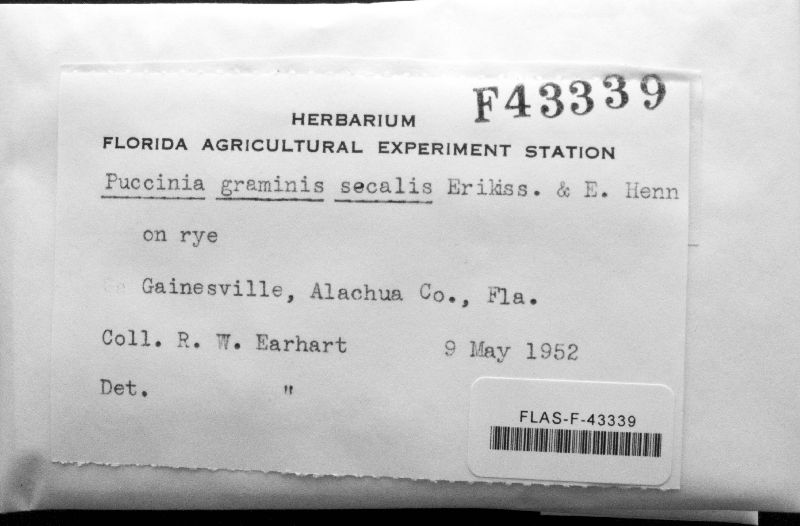 F43339
HERBARIUM
FLORIDA AGRICULTURAL EXPERIMENT STATION
Puccinia graminis secalis Erikss. & E. Henn
on rye
Gainesville, Alachua Co., Fla.
Coll. R. W. Earhart 9 May 1952
Det. "
FLAS-F-43339